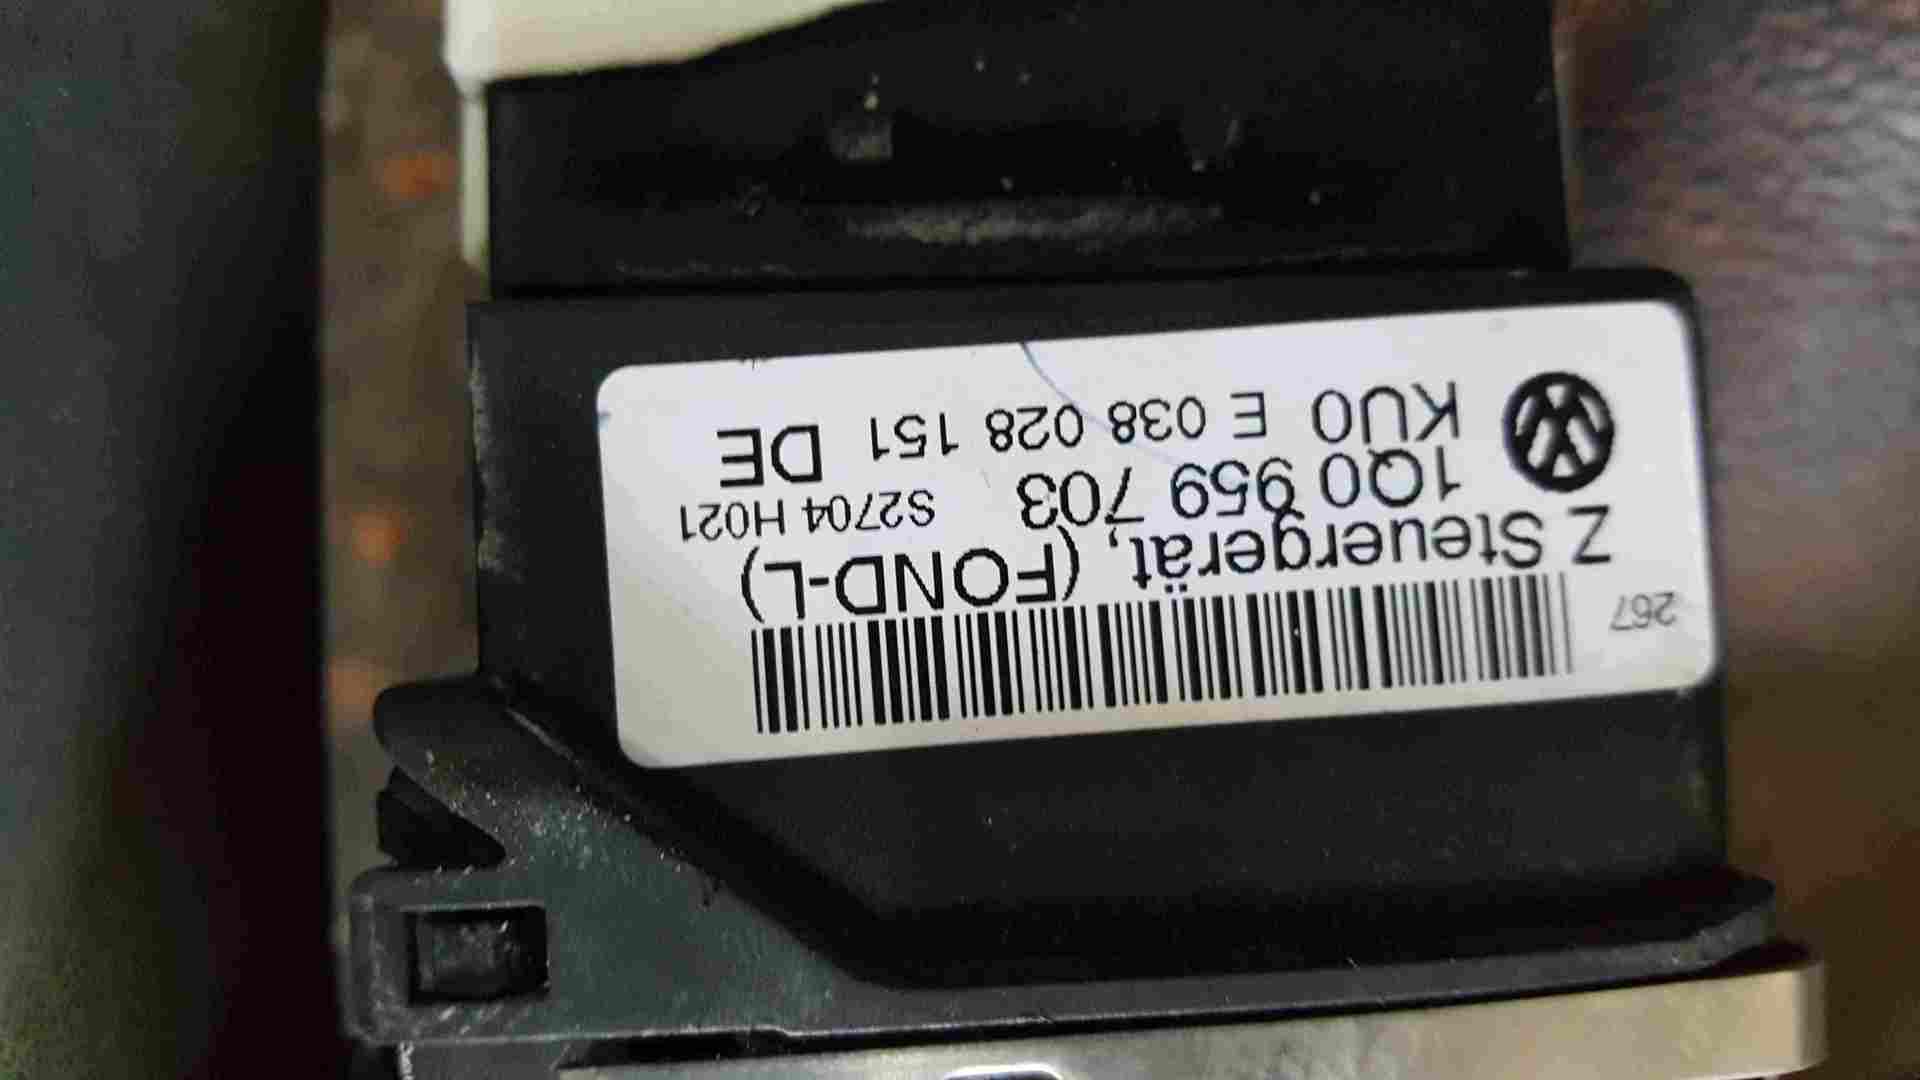 KU0 E 038 028 151 DE
1Q0 959 703 S2704 H021
Z Steuergerät, (FOND-L)
267